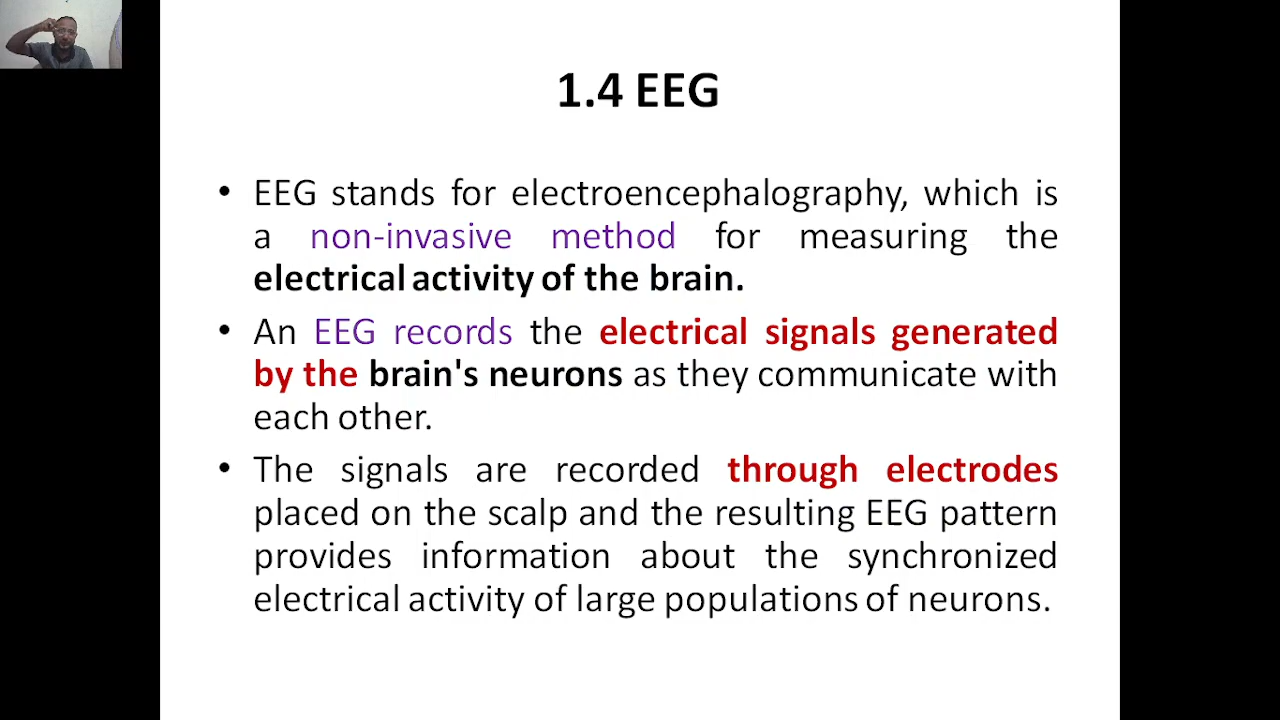 1.4 EEG
• EEG stands for electroencephalography, which is
a non-invasive method for measuring the
electrical activity of the brain.
• An EEG records the electrical signals generated
by the brain's neurons as they communicate with
each other.
• The signals are recorded through electrodes
placed on the scalp and the resulting EEG pattern
provides information about the synchronized
electrical activity of large populations of neurons.